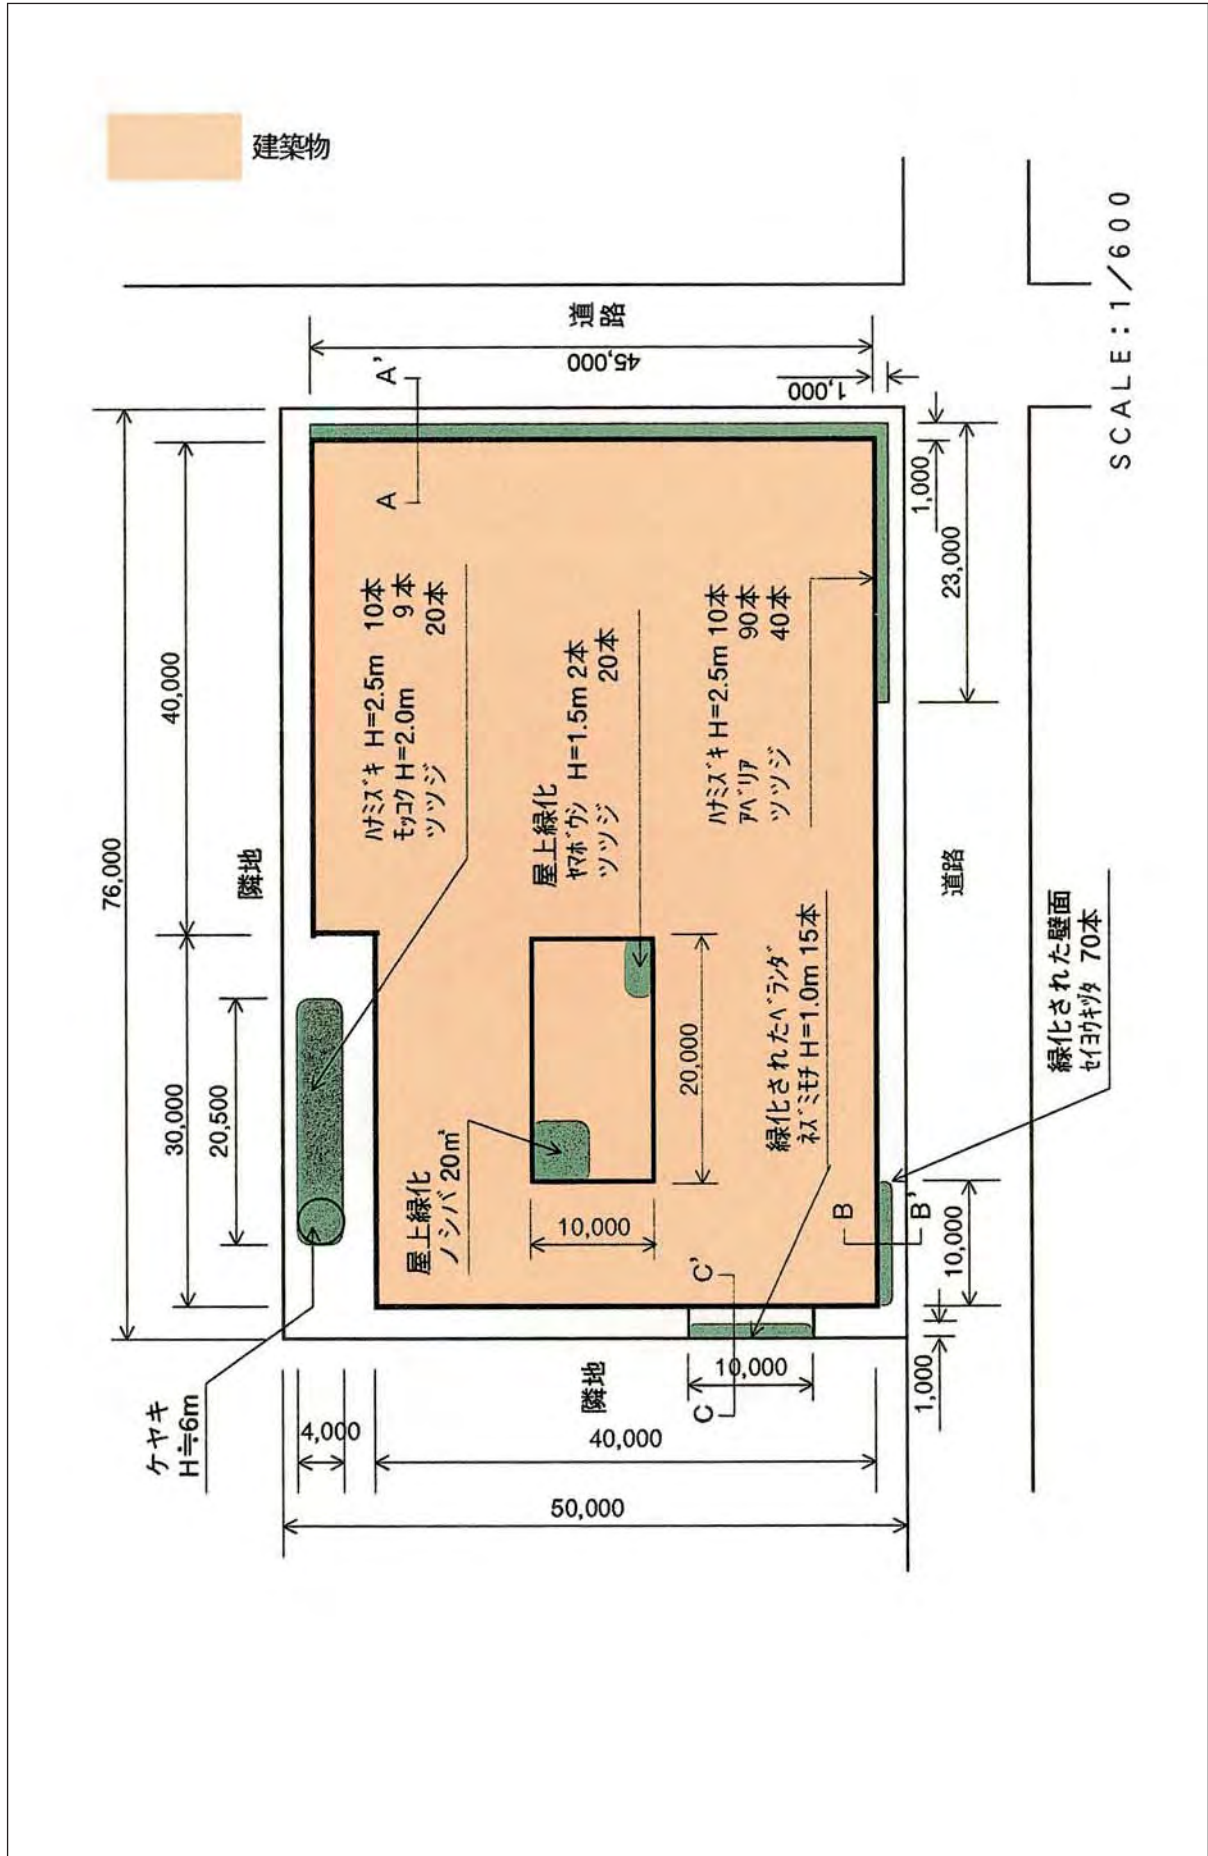 建築物
76,000
40,000
30,000
20,500
隣地
道路
45,000
1,000
A'
A
ハナミズキ H=2.5m 10本
モッコク H=2.0m 9本
ツツジ 20本
屋上緑化
ヤマボウシ H=1.5m 2本
ツツジ 20本
ハナミズキ H=2.5m 10本
アベリア 90本
ツツジ 40本
1,000
23,000
屋上緑化
ノシバ 20㎡
10,000
20,000
緑化されたベランダ
ネズミモチ H=1.0m 15本
B
B'
C'
C
10,000
10,000
1,000
ケヤキ
H≒6m
4,000
40,000
50,000
隣地
道路
緑化された壁面
セイヨウキヅタ 70本
SCALE:1/600